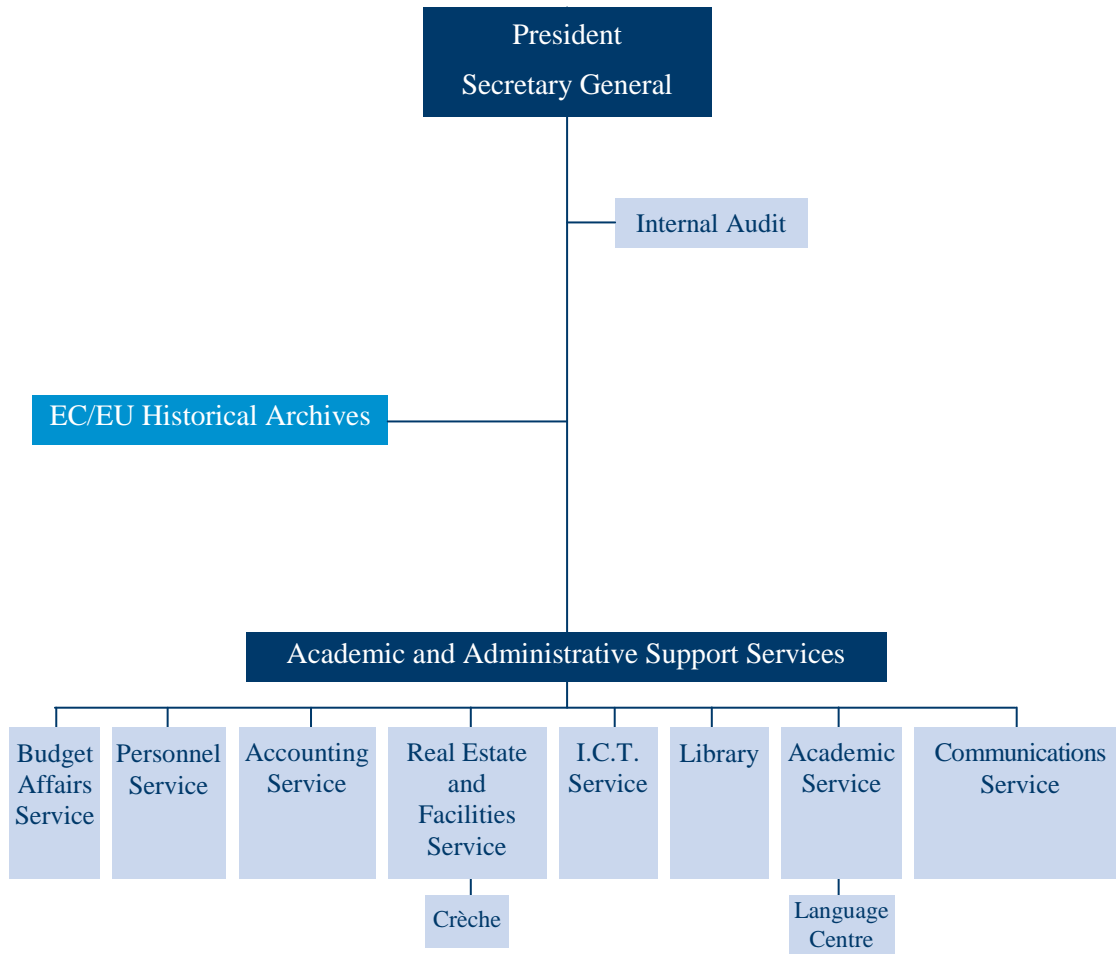 President
Secretary General
Internal Audit
EC/EU Historical Archives
Academic and Administrative Support Services
Budget
Affairs
Service
Personnel
Service
Accounting
Service
Real Estate
and
Facilities
Service
I.C.T.
Service
Library
Academic
Service
Communications
Service
Crèche
Language
Centre